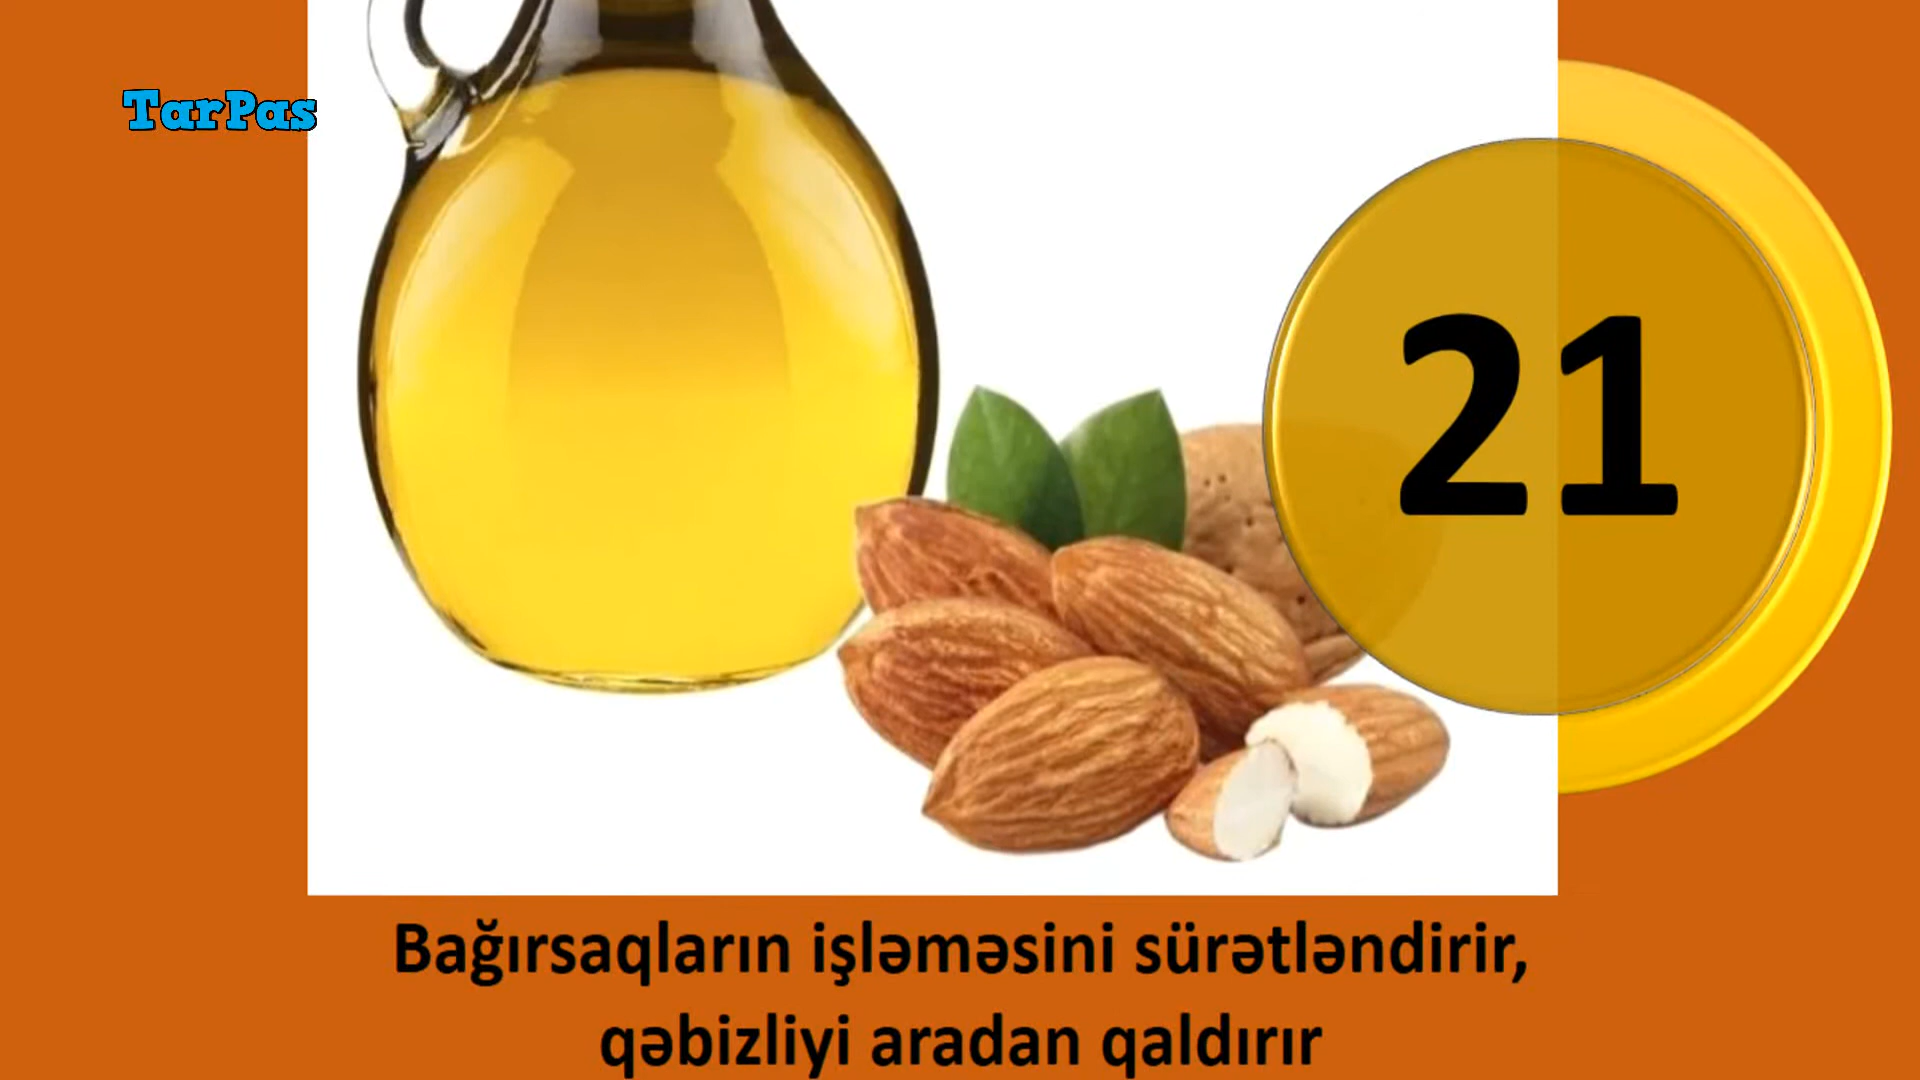 TarPas
21
Bağırsaqların işləməsini sürətləndirir,
qəbizliyi aradan qaldırır